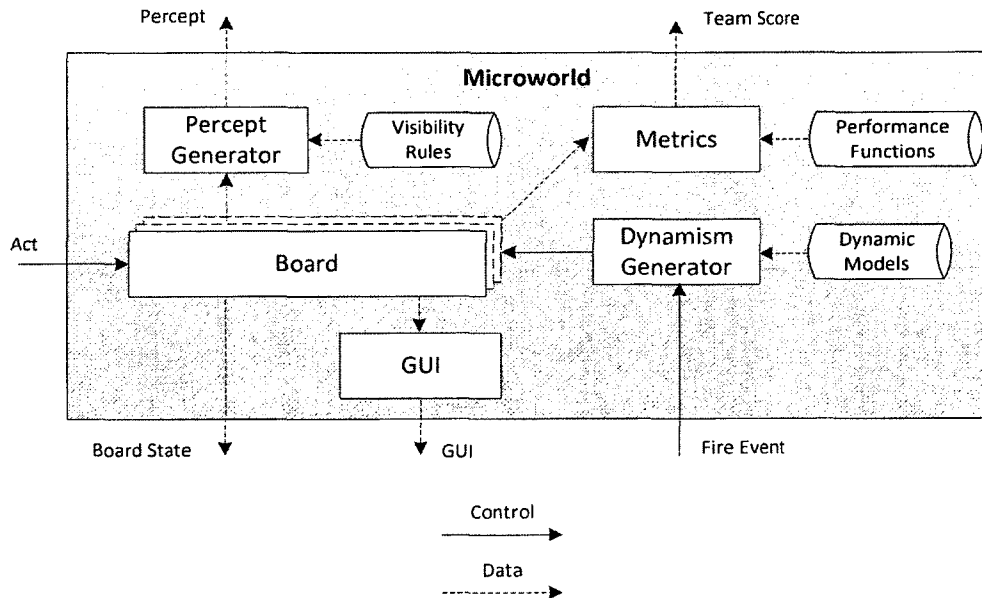 Percept
Team Score
Microworld
Percept
Generator
Visibility
Rules
Metrics
Performance
Functions
Act
Board
Dynamism
Generator
Dynamic
Models
GUI
Board State
GUI
Fire Event
Control
Data